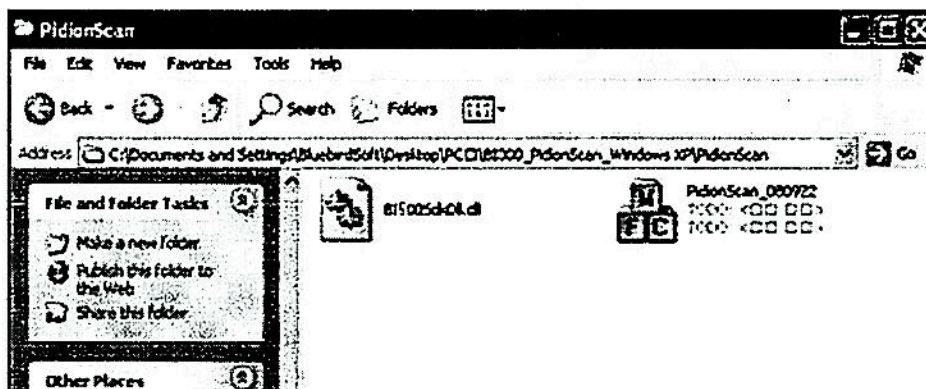 PidionScan
File Edit View Favorites Tools Help
Back Search Folders
Address C:\Documents and Settings\BluebirdSoft\Desktop\PCCI\ Windows XP\PidionScan Go
File and Folder Tasks
Make a new folder
Publish this folder to
the Web
Share this folder
Other Places
PidionScan_080922